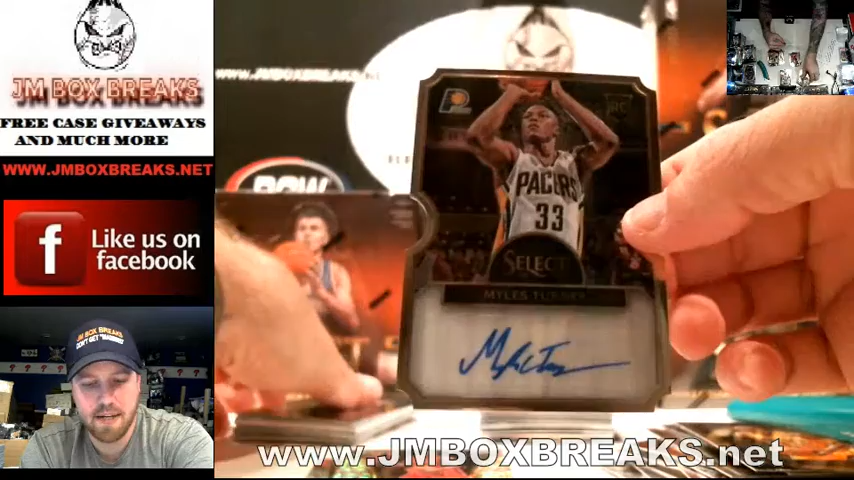 JM BOX BREAKS
FREE CASE GIVEAWAYS
AND MUCH MORE
WWW.JMBOXBREAKS.NET
f
Like us on
facebook
JM BOX BREAKS
RC
PACERS
33
SELECT
MYLES TURNER
www.JMBOXBREAKS.net